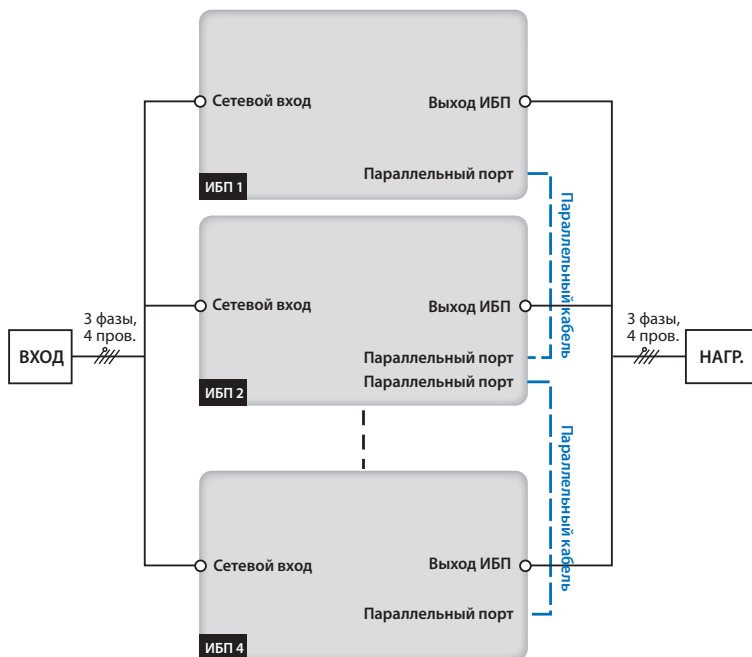 Сетевой вход
Выход ИБП
Параллельный порт
ИБП 1
Параллельный кабель
Сетевой вход
Выход ИБП
3 фазы,
4 пров.
ВХОД
3 фазы,
4 пров.
НАГР.
Параллельный порт
Параллельный порт
ИБП 2
Параллельный кабель
Сетевой вход
Выход ИБП
Параллельный порт
ИБП 4